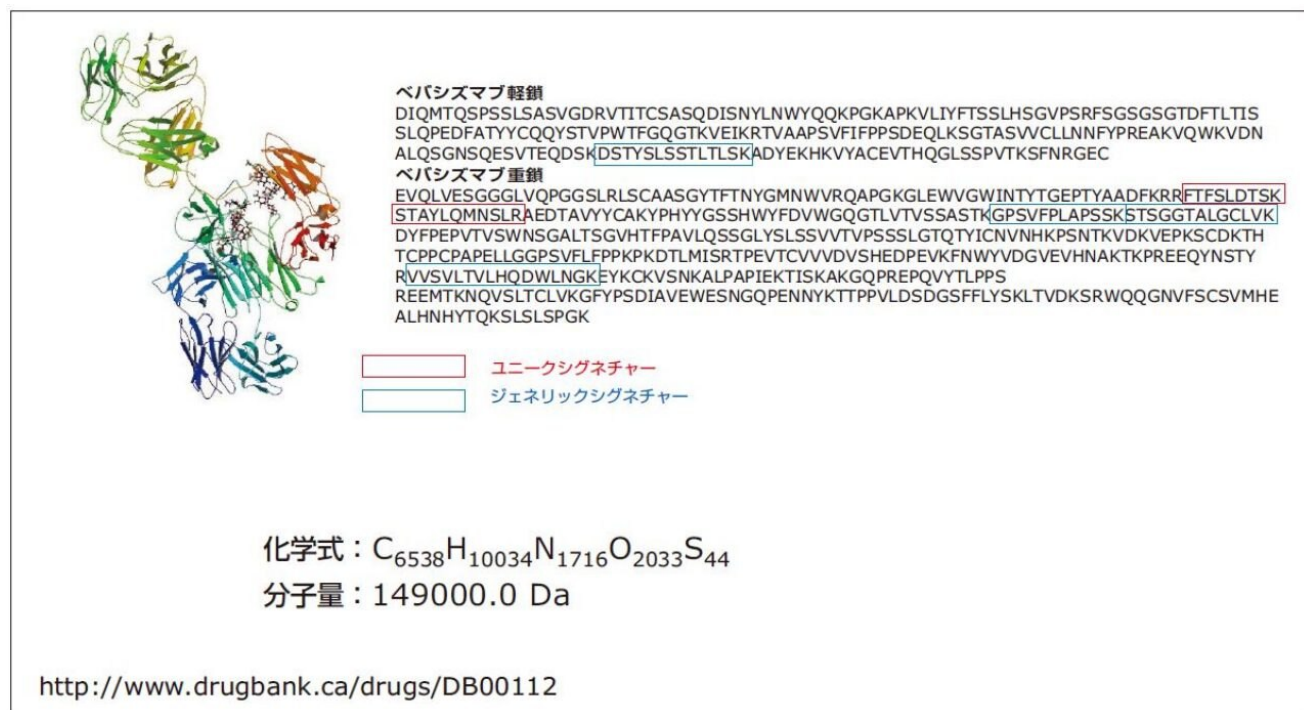 ベバシズマブ軽鎖
DIQMTQSPSSLSASVGDRVTITCSASQDISNYLNWYQQKPGKAPKVLIYFTSSLHSGVPSRFSGSGSGTDFTLTIS
SLQPEDFATYYCQQYSTVPWTFGQGTKVEIKRTVAAPSVFIFPPSDEQLKSGTASVVCLLNNFYPREAKVQWKVDN
ALQSGNSQESVTEQDSKDSTYSLSSTLTLSKADYEKHKVYACEVTHQGLSSPVTKSFNRGEC
ベバシズマブ重鎖
EVQLVESGGGLVQPGGSLRLSCAASGYTFTNYGMNWVRQAPGKGLEWVGWINTYTGEPTYAADFKRRFTFSLDTSK
STAYLQMNSLRAEDTAVYYCAKYPHYYGSSHWYFDVWGQGTLVTVSSASTKGPSVFPLAPSSKSTSGGTALGCLVK
DYFPEPVTVSWNSGALTSGVHTFPAVLQSSGLYSLSSVVTVPSSSLGTQTYICNVNHKPSNTKVDKVEPKSCDKTH
TCPPCPAPELLGGPSVFLFPPKPKDTLMISRTPEVTCVVVDVSHEDPEVKFNWYVDGVEVHNAKTKPREEQYNSTY
RVVSVLTVLHQDWLNGKEYKCKVSNKALPAPIEKTISKAKGQPREPQVYTLPPS
REEMTKNQVSLTCLVKGFYPSDIAVEWESNGQPENNYKTTPPVLDSDGSFFLYSKLTVDKSRWQQGNVFSCSVMHE
ALHNHYTQKSLSLSPGK
ユニークシグネチャー
ジェネリックシグネチャー
化学式：C6538H10034N1716O2033S44
分子量：149000.0 Da
http://www.drugbank.ca/drugs/DB00112